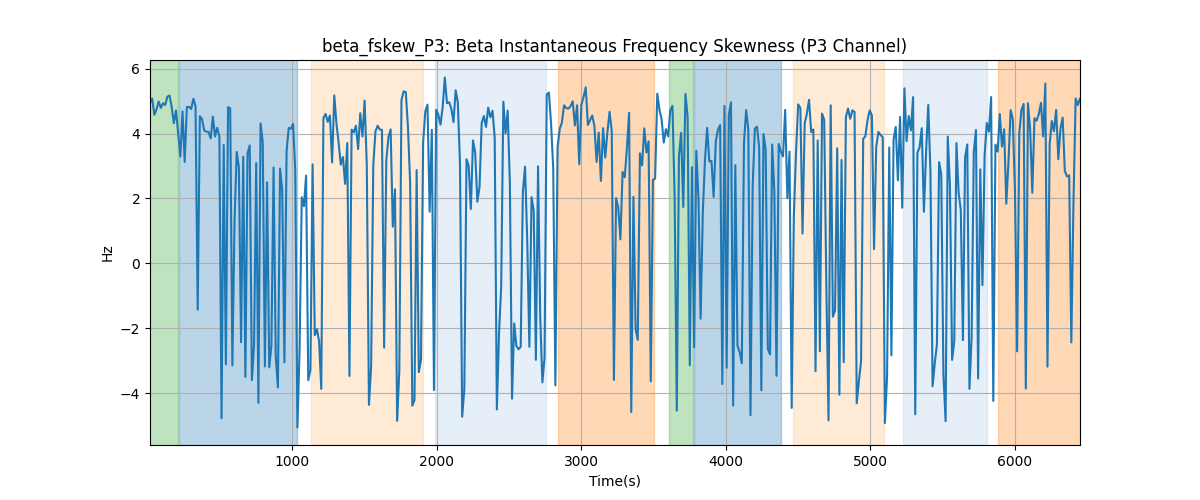 beta_fskew_P3: Beta Instantaneous Frequency Skewness (P3 Channel)
6
4
2
0
−2
−4
Hz
1000 2000 3000 4000 5000 6000
Time(s)